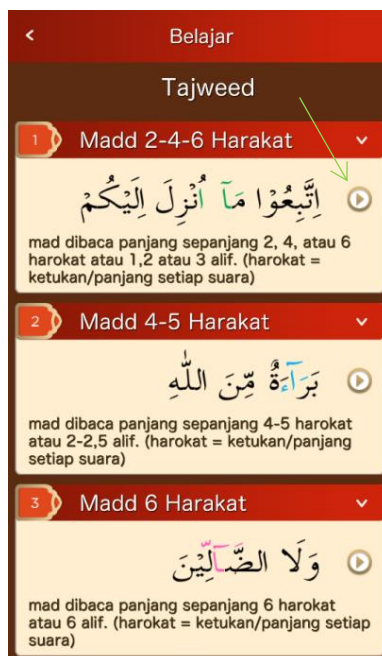 Belajar
Tajweed
1 Madd 2-4-6 Harakat
اِتَّبِعُوْا مَآ اُنْزِلَ اِلَيْكُمْ
mad dibaca panjang sepanjang 2, 4, atau 6
harokat atau 1,2 atau 3 alif. (harokat =
ketukan/panjang setiap suara)
2 Madd 4-5 Harakat
بَرَآءَةٌ مِّنَ اللّٰهِ
mad dibaca panjang sepanjang 4-5 harokat
atau 2-2,5 alif. (harokat = ketukan/panjang
setiap suara)
3 Madd 6 Harakat
وَلَا الضَّآلِّيْنَ
mad dibaca panjang sepanjang 6 harokat
atau 6 alif. (harokat = ketukan/panjang setiap
suara)